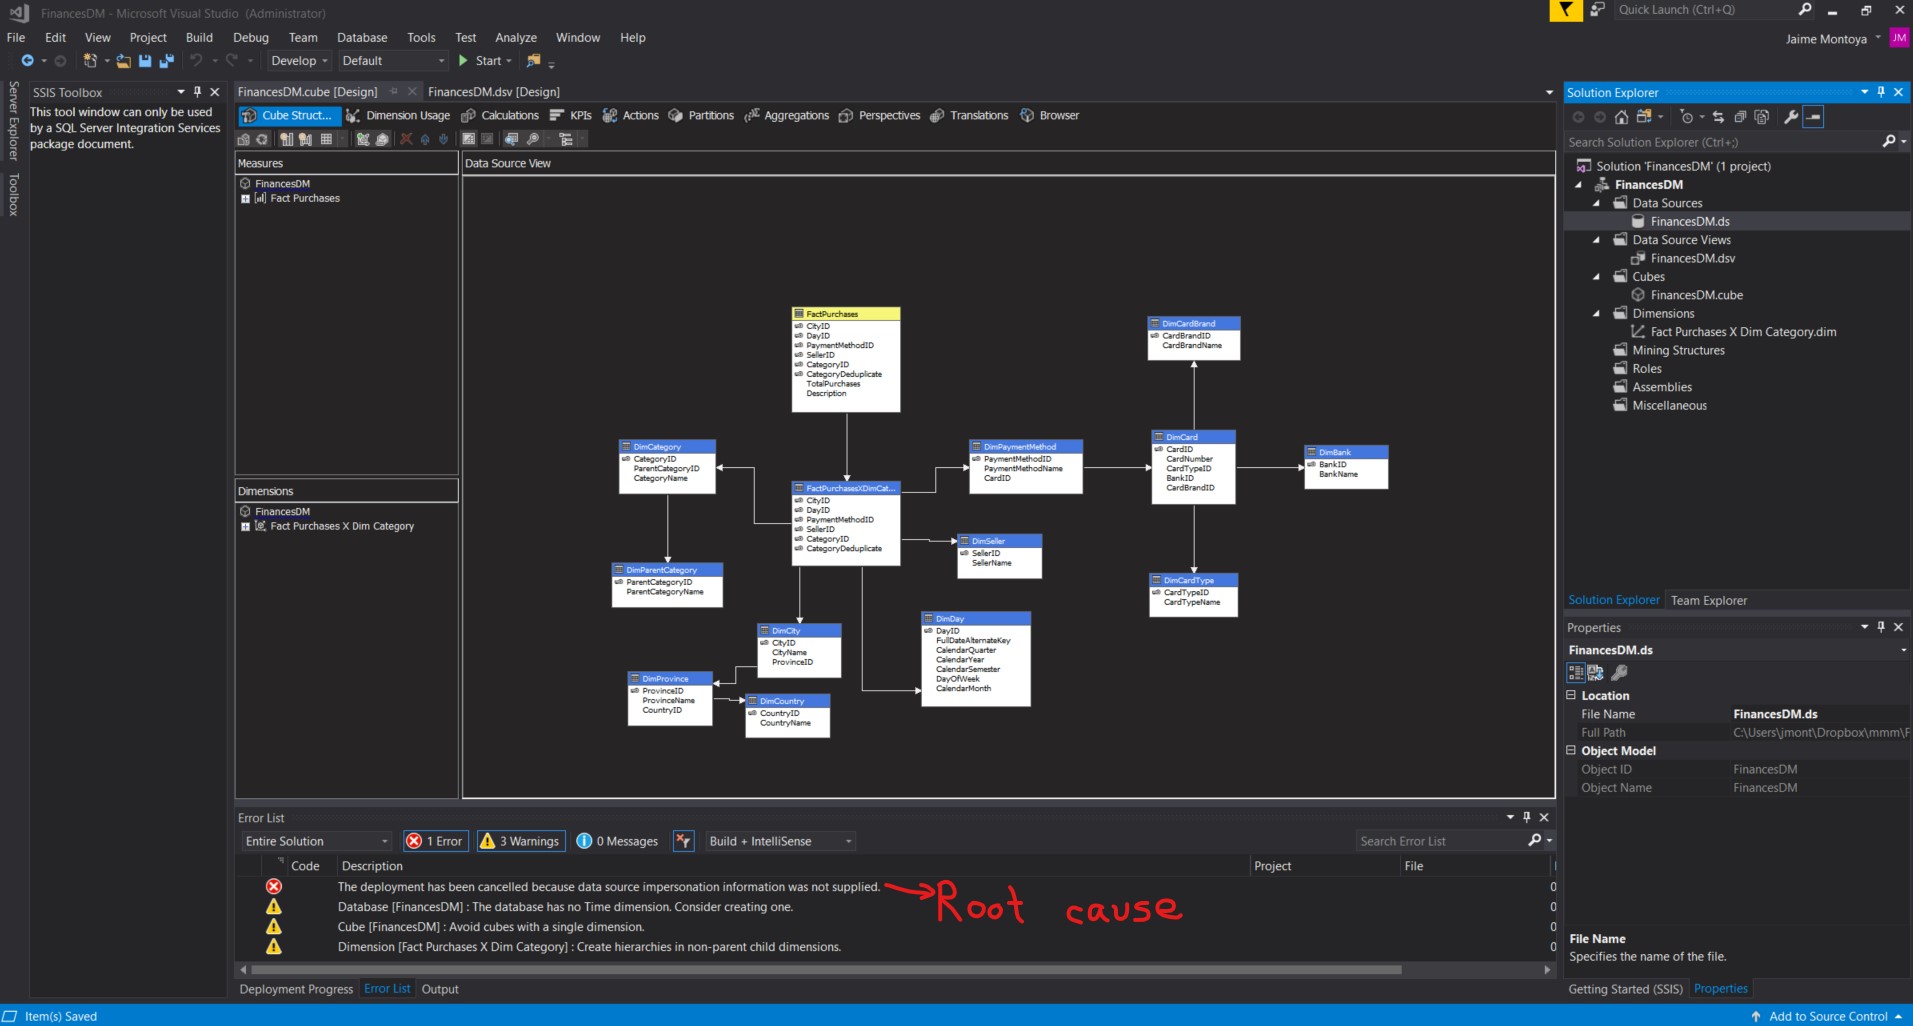 FinancesDM - Microsoft Visual Studio (Administrator)
Quick Launch (Ctrl+Q)
File Edit View Project Build Debug Team Database Tools Test Analyze Window Help
Jaime Montoya JM
Develop Default Start
Server Explorer
Toolbox
SSIS Toolbox
This tool window can only be used
by a SQL Server Integration Services
package document.
FinancesDM.cube [Design] FinancesDM.dsv [Design]
Cube Struct... Dimension Usage Calculations KPIs Actions Partitions Aggregations Perspectives Translations Browser
Measures
FinancesDM
Fact Purchases
Dimensions
FinancesDM
Fact Purchases X Dim Category
Data Source View
FactPurchases
CityID
DayID
PaymentMethodID
SellerID
CategoryID
CategoryDeduplicate
TotalPurchases
Description
DimCardBrand
CardBrandID
CardBrandName
DimCategory
CategoryID
ParentCategoryID
CategoryName
DimPaymentMethod
PaymentMethodID
PaymentMethodName
CardID
DimCard
CardID
CardNumber
CardTypeID
BankID
CardBrandID
DimBank
BankID
BankName
FactPurchasesXDimCat...
CityID
DayID
PaymentMethodID
SellerID
CategoryID
CategoryDeduplicate
DimSeller
SellerID
SellerName
DimParentCategory
ParentCategoryID
ParentCategoryName
DimCardType
CardTypeID
CardTypeName
DimCity
CityID
CityName
ProvinceID
DimDay
DayID
FullDateAlternateKey
CalendarQuarter
CalendarYear
CalendarSemester
DayOfWeek
CalendarMonth
DimProvince
ProvinceID
ProvinceName
CountryID
DimCountry
CountryID
CountryName
Error List
Entire Solution 1 Error 3 Warnings 0 Messages Build + IntelliSense Search Error List
Code Description Project File
The deployment has been cancelled because data source impersonation information was not supplied. 0
Root cause
Database [FinancesDM] : The database has no Time dimension. Consider creating one. 0
Cube [FinancesDM] : Avoid cubes with a single dimension. 0
Dimension [Fact Purchases X Dim Category] : Create hierarchies in non-parent child dimensions. 0
Deployment Progress Error List Output
Solution Explorer
Search Solution Explorer (Ctrl+;)
Solution 'FinancesDM' (1 project)
FinancesDM
Data Sources
FinancesDM.ds
Data Source Views
FinancesDM.dsv
Cubes
FinancesDM.cube
Dimensions
Fact Purchases X Dim Category.dim
Mining Structures
Roles
Assemblies
Miscellaneous
Solution Explorer Team Explorer
Properties
FinancesDM.ds
Location
File Name FinancesDM.ds
Full Path C:\Users\jmont\Dropbox\mmm\F
Object Model
Object ID FinancesDM
Object Name FinancesDM
File Name
Specifies the name of the file.
Getting Started (SSIS) Properties
Item(s) Saved
Add to Source Control